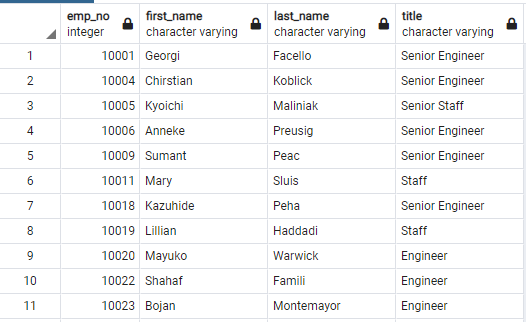 emp_no first_name last_name title
integer character varying character varying character varying
1 10001 Georgi Facello Senior Engineer
2 10004 Chirstian Koblick Senior Engineer
3 10005 Kyoichi Maliniak Senior Staff
4 10006 Anneke Preusig Senior Engineer
5 10009 Sumant Peac Senior Engineer
6 10011 Mary Sluis Staff
7 10018 Kazuhide Peha Senior Engineer
8 10019 Lillian Haddadi Staff
9 10020 Mayuko Warwick Engineer
10 10022 Shahaf Famili Engineer
11 10023 Bojan Montemayor Engineer